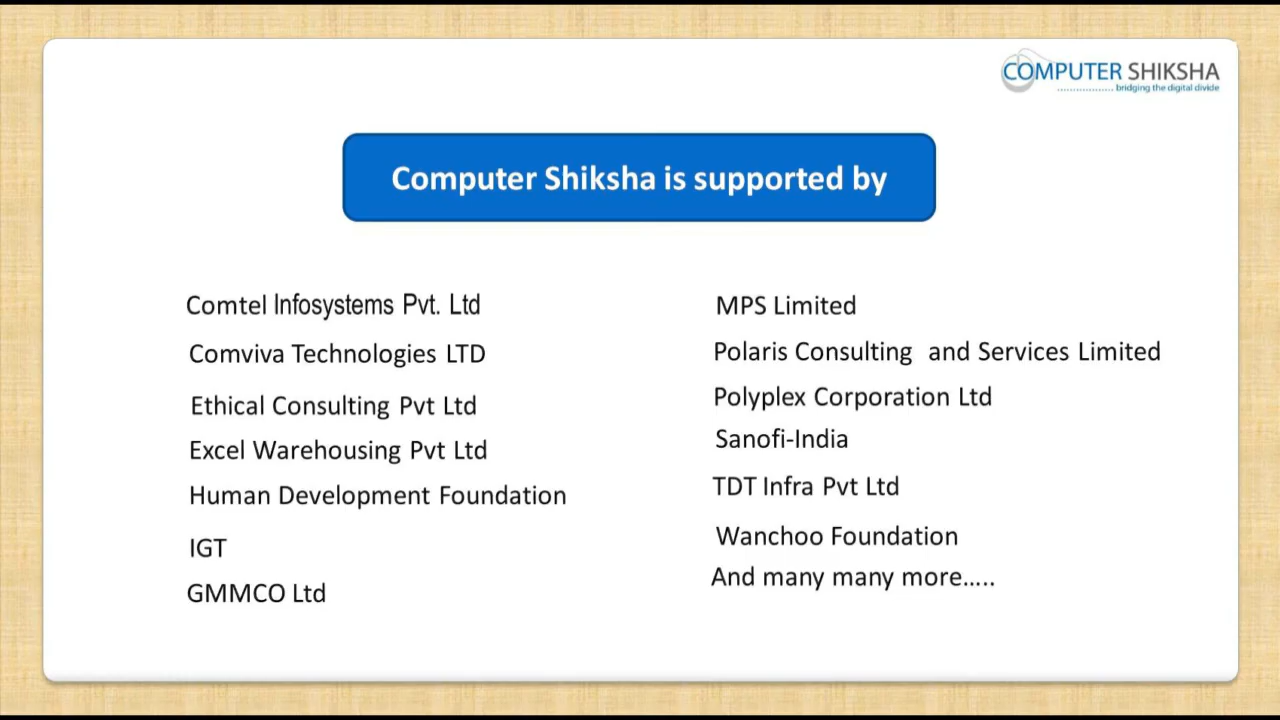 COMPUTER SHIKSHA
bridging the digital divide
Computer Shiksha is supported by
Comtel Infosystems Pvt. Ltd
Comviva Technologies LTD
Ethical Consulting Pvt Ltd
Excel Warehousing Pvt Ltd
Human Development Foundation
IGT
GMMCO Ltd
MPS Limited
Polaris Consulting and Services Limited
Polyplex Corporation Ltd
Sanofi-India
TDT Infra Pvt Ltd
Wanchoo Foundation
And many many more.....